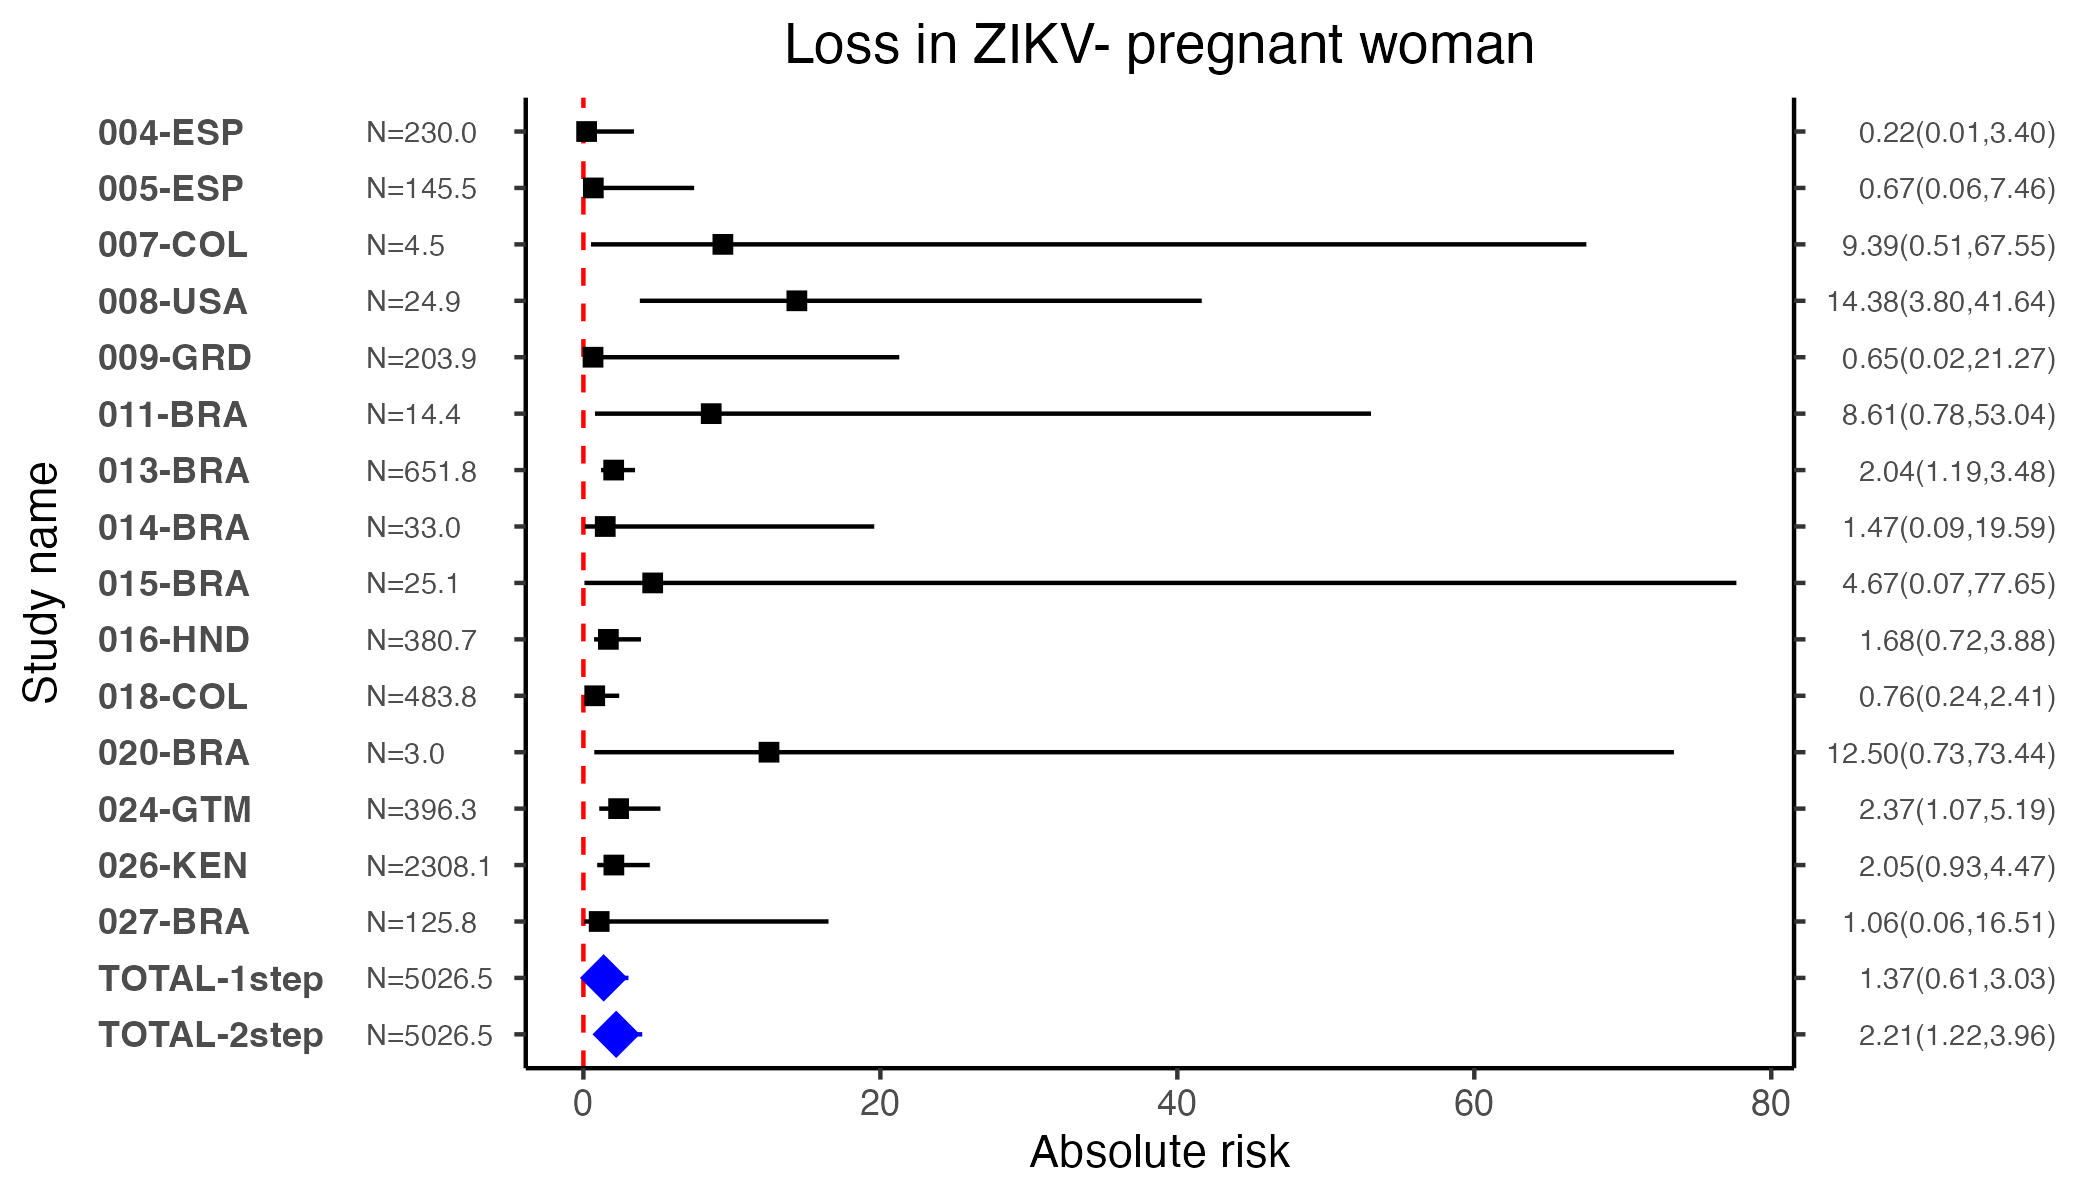 Loss in ZIKV- pregnant woman
Study name
004-ESP N=230.0 0.22(0.01,3.40)
005-ESP N=145.5 0.67(0.06,7.46)
007-COL N=4.5 9.39(0.51,67.55)
008-USA N=24.9 14.38(3.80,41.64)
009-GRD N=203.9 0.65(0.02,21.27)
011-BRA N=14.4 8.61(0.78,53.04)
013-BRA N=651.8 2.04(1.19,3.48)
014-BRA N=33.0 1.47(0.09,19.59)
015-BRA N=25.1 4.67(0.07,77.65)
016-HND N=380.7 1.68(0.72,3.88)
018-COL N=483.8 0.76(0.24,2.41)
020-BRA N=3.0 12.50(0.73,73.44)
024-GTM N=396.3 2.37(1.07,5.19)
026-KEN N=2308.1 2.05(0.93,4.47)
027-BRA N=125.8 1.06(0.06,16.51)
TOTAL-1step N=5026.5 1.37(0.61,3.03)
TOTAL-2step N=5026.5 2.21(1.22,3.96)
0 20 40 60 80
Absolute risk